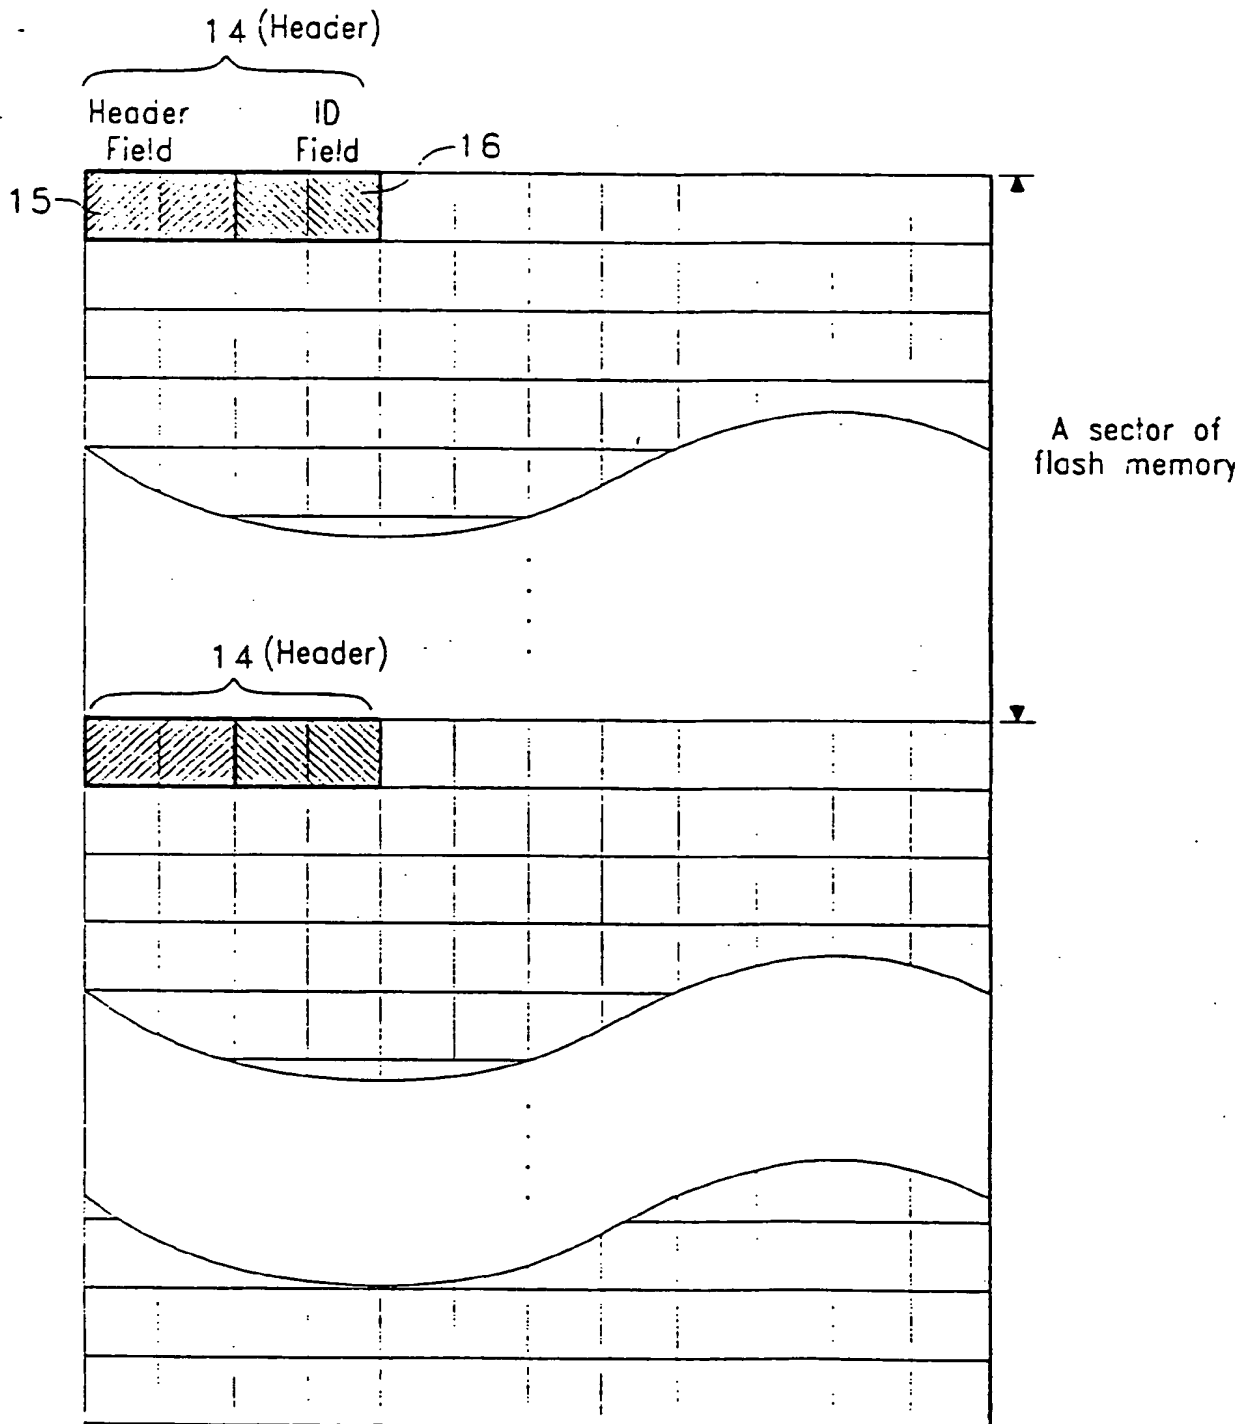 14 (Header)
Header Field
ID Field
16
15
A sector of
flash memory
14 (Header)